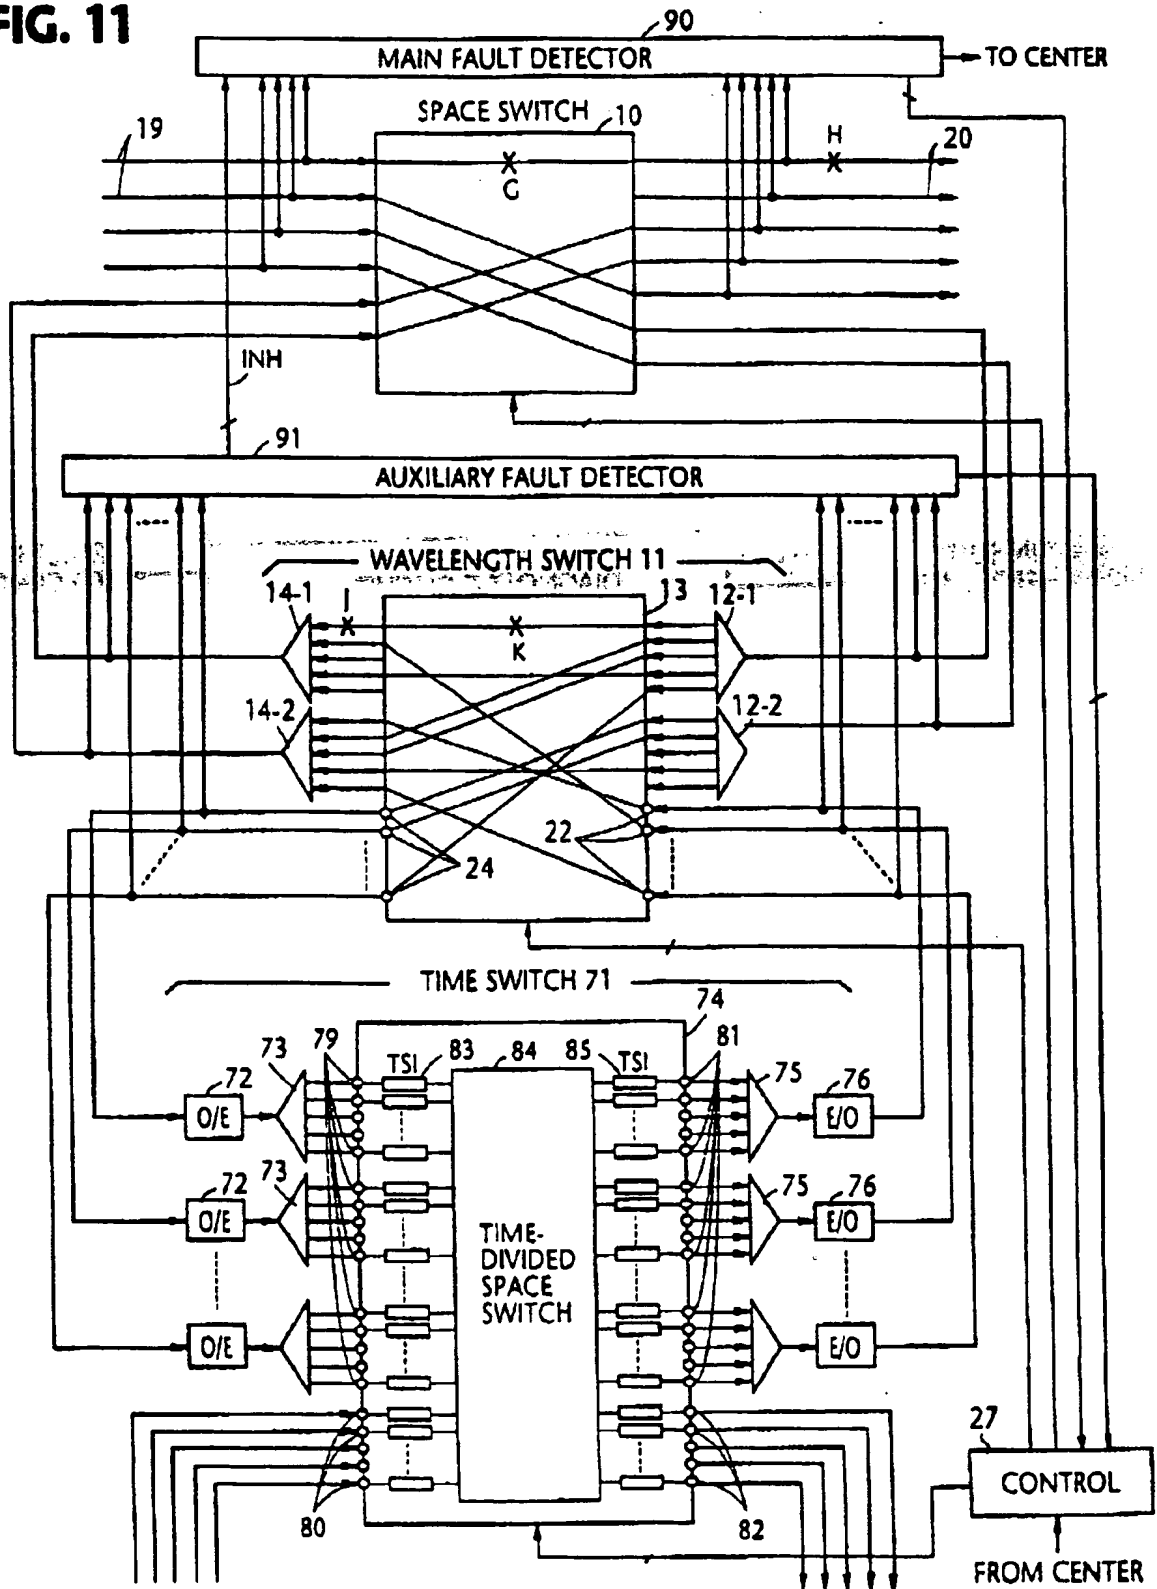 FIG. 11
90
MAIN FAULT DETECTOR
TO CENTER
SPACE SWITCH
10
19
H
20
X
X
G
INH
91
AUXILIARY FAULT DETECTOR
WAVELENGTH SWITCH 11
14-1
J
13
12-1
X
X
K
14-2
12-2
22
24
TIME SWITCH 71
74
79
TSI
83
84
85
TSI
81
73
72
75
76
O/E
E/O
73
72
75
76
O/E
E/O
TIME-
DIVIDED
SPACE
SWITCH
O/E
E/O
27
CONTROL
80
82
FROM CENTER